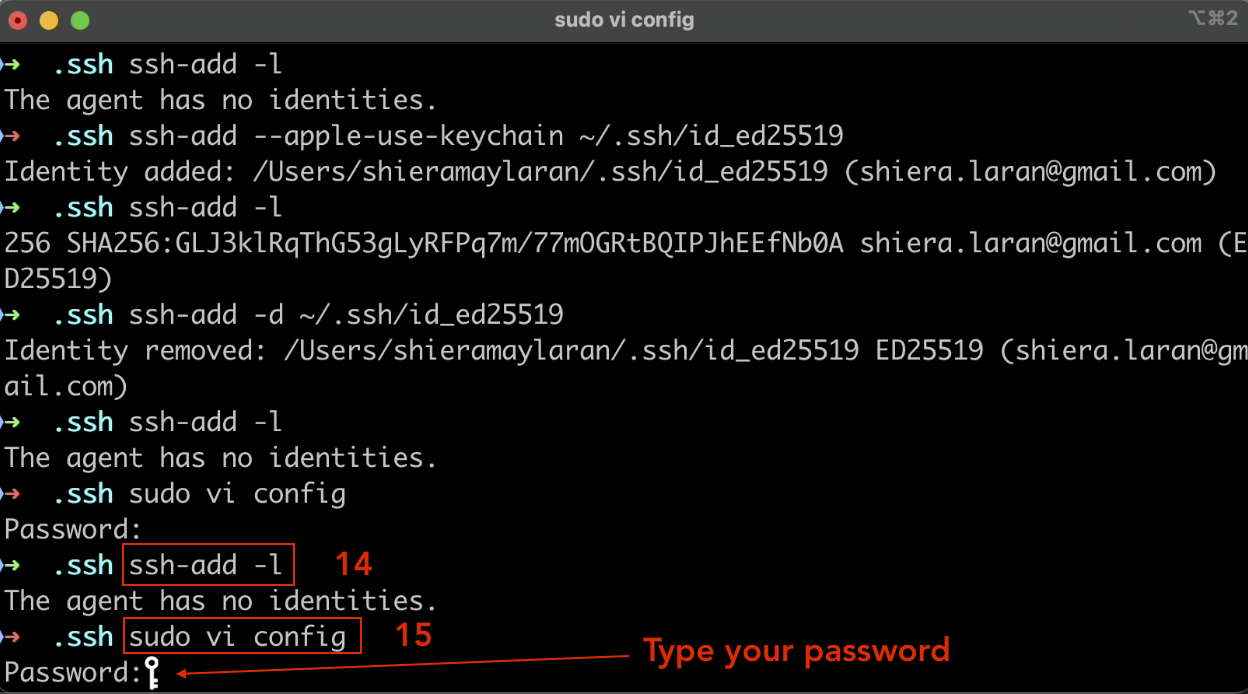 sudo vi config
⌥⌘2
➜ .ssh ssh-add -l
The agent has no identities.
➜ .ssh ssh-add --apple-use-keychain ~/.ssh/id_ed25519
Identity added: /Users/shieramaylaran/.ssh/id_ed25519 (shiera.laran@gmail.com)
➜ .ssh ssh-add -l
256 SHA256:GLJ3klRqThG53gLyRFPq7m/77mOGRtBQIPJhEEfNb0A shiera.laran@gmail.com (E
D25519)
➜ .ssh ssh-add -d ~/.ssh/id_ed25519
Identity removed: /Users/shieramaylaran/.ssh/id_ed25519 ED25519 (shiera.laran@gm
ail.com)
➜ .ssh ssh-add -l
The agent has no identities.
➜ .ssh sudo vi config
Password:
➜ .ssh ssh-add -l 14
The agent has no identities.
➜ .ssh sudo vi config 15
Type your password
Password: